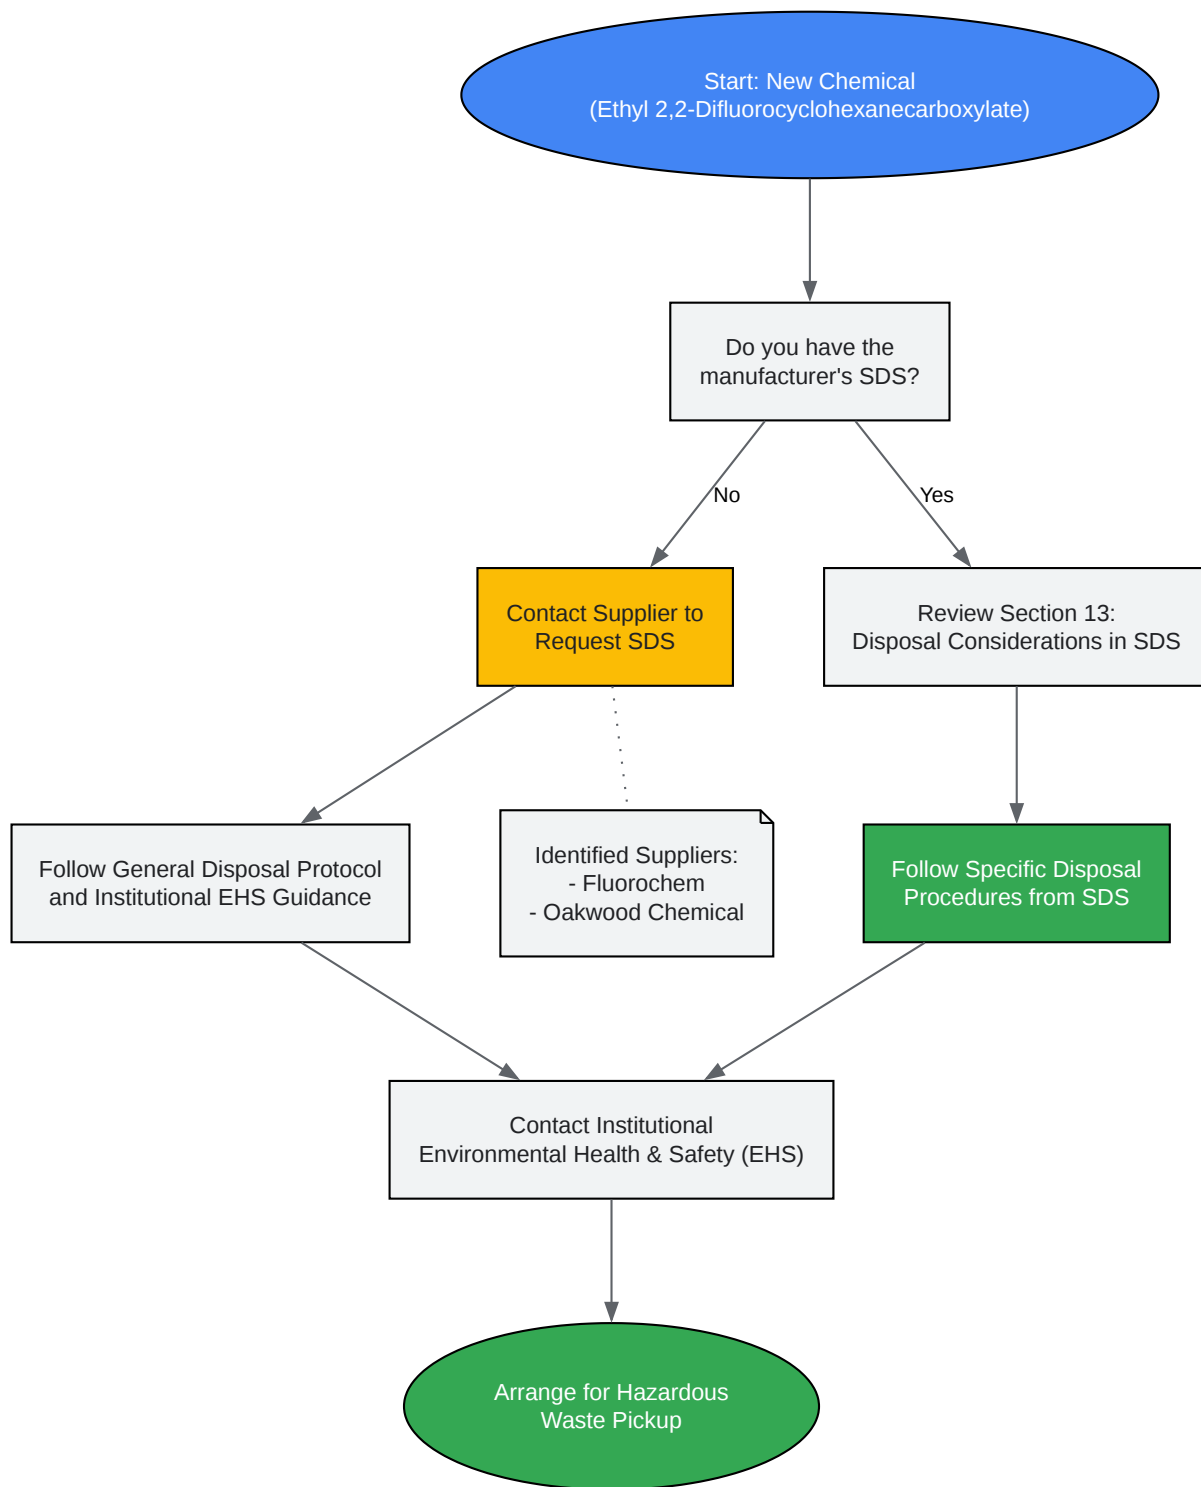 Start: New Chemical
(Ethyl 2,2-Difluorocyclohexanecarboxylate)
Do you have the
manufacturer's SDS?
No
Yes
Contact Supplier to
Request SDS
Review Section 13:
Disposal Considerations in SDS
Follow General Disposal Protocol
and Institutional EHS Guidance
Identified Suppliers:
- Fluorochem
- Oakwood Chemical
Follow Specific Disposal
Procedures from SDS
Contact Institutional
Environmental Health & Safety (EHS)
Arrange for Hazardous
Waste Pickup